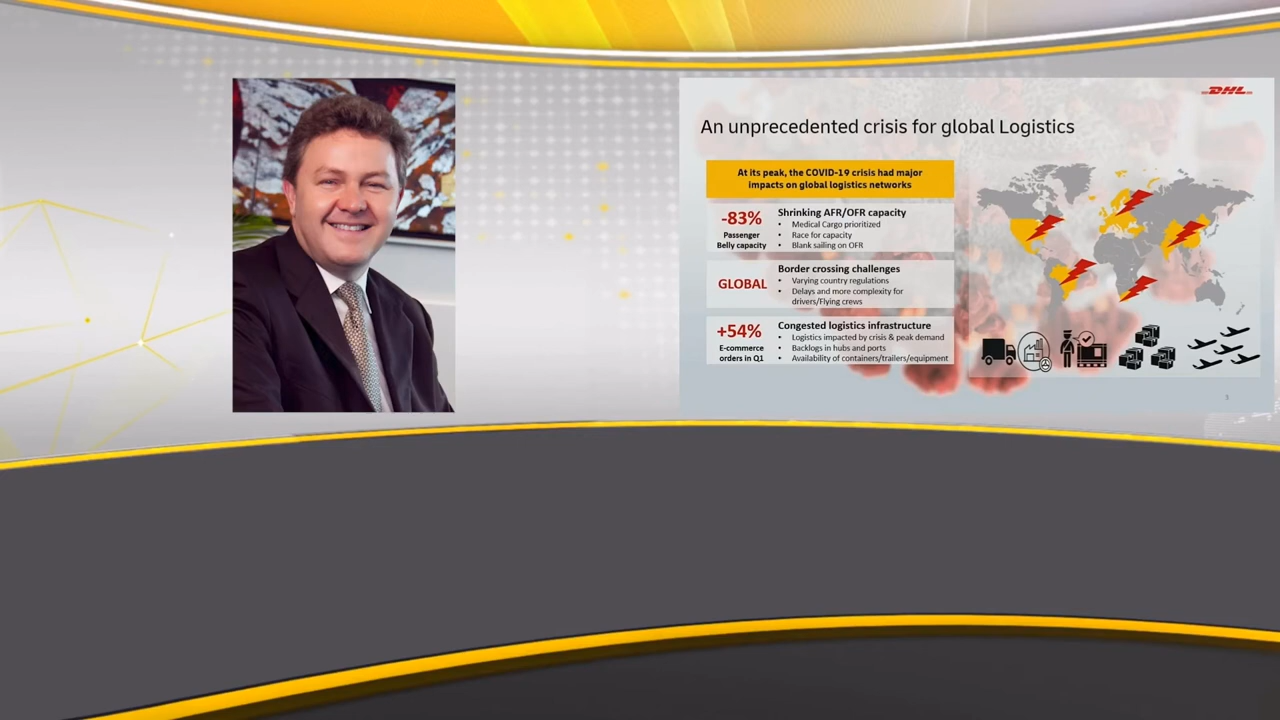 DHL
An unprecedented crisis for global Logistics
At its peak, the COVID-19 crisis had major
impacts on global logistics networks
-83%
Passenger
Belly capacity
Shrinking AFR/OFR capacity
• Medical Cargo prioritized
• Race for capacity
• Blank sailing on OFR
GLOBAL
Border crossing challenges
• Varying country regulations
• Delays and more complexity for
drivers/Flying crews
+54%
E-commerce
orders in Q1
Congested logistics infrastructure
• Logistics impacted by crisis & peak demand
• Backlogs in hubs and ports
• Availability of containers/trailers/equipment
3